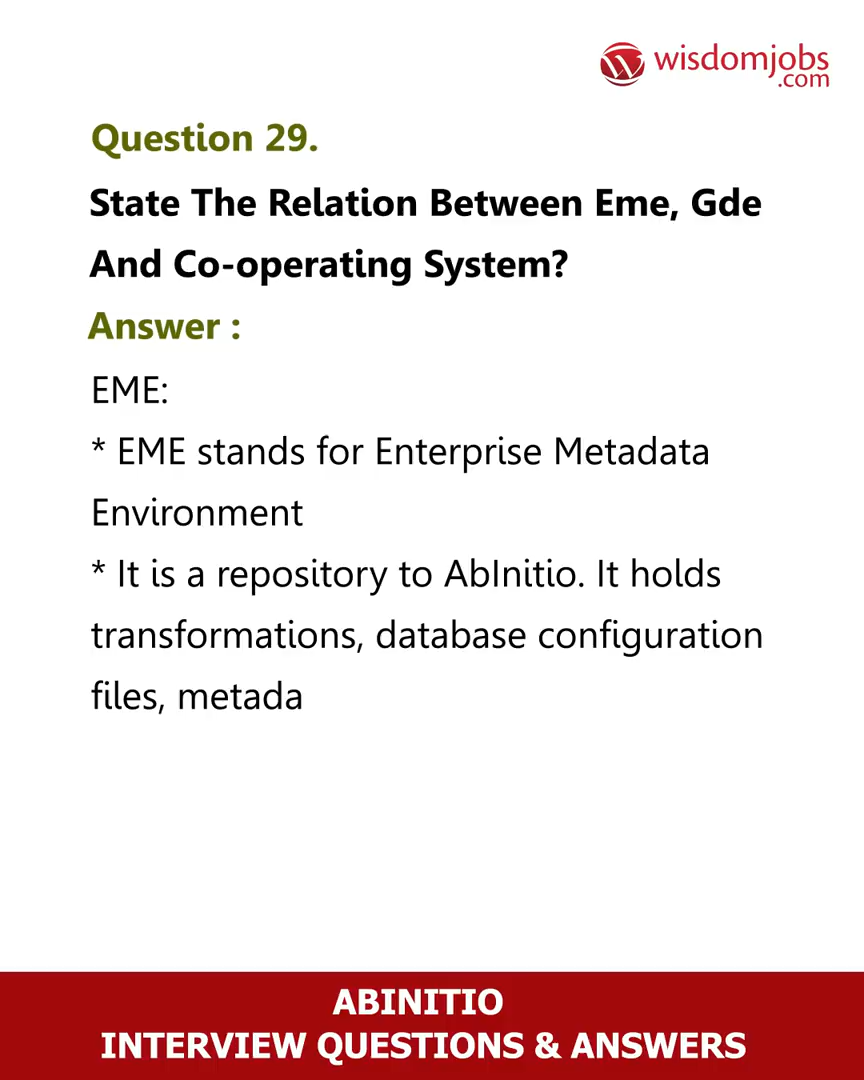 wisdomjobs
.com
Question 29.
State The Relation Between Eme, Gde
And Co-operating System?
Answer :
EME:
* EME stands for Enterprise Metadata
Environment
* It is a repository to AbInitio. It holds
transformations, database configuration
files, metada
ABINITIO
INTERVIEW QUESTIONS & ANSWERS